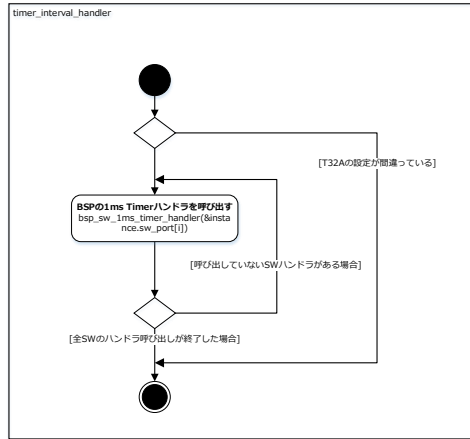 timer_interval_handler
[T32Aの設定が間違っている]
BSPの1ms Timerハンドラを呼び出す
bsp_sw_1ms_timer_handler(&insta
nce.sw_port[i])
[呼び出していないSWハンドラがある場合]
[全SWのハンドラ呼び出しが終了した場合]